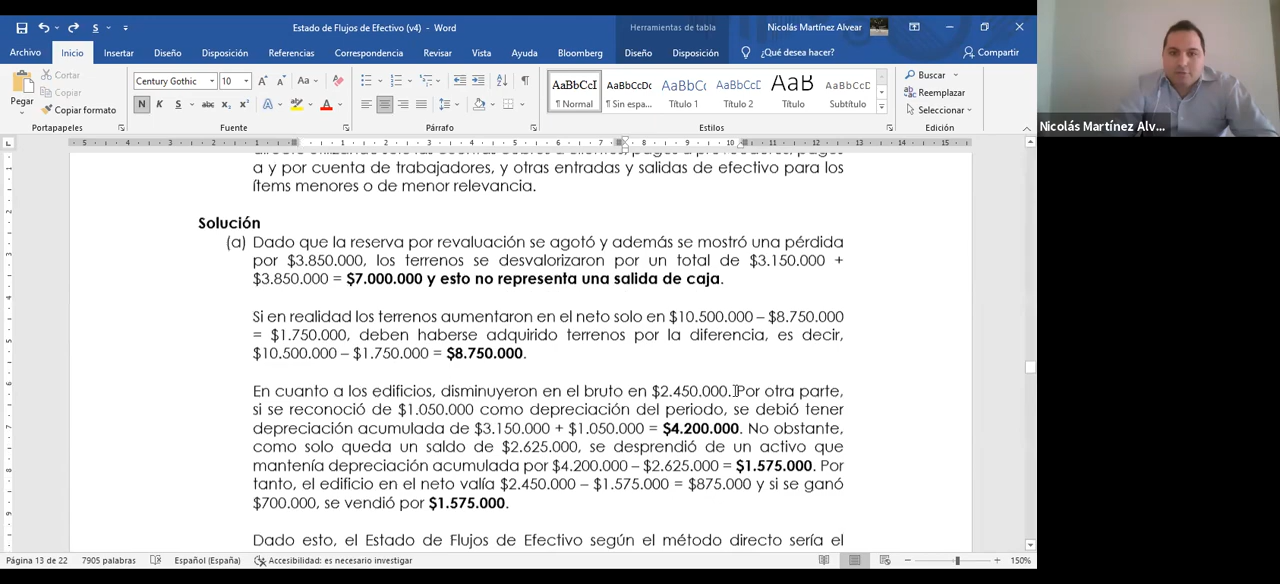 Estado de Flujos de Efectivo (v4) - Word
Herramientas de tabla
Nicolás Martínez Alvear
Archivo Inicio Insertar Diseño Disposición Referencias Correspondencia Revisar Vista Ayuda Bloomberg Diseño Disposición ¿Qué desea hacer? Compartir
Pegar
Cortar
Copiar
Copiar formato
Century Gothic 10
N K S abc x₂ x²
AaBbCcI AaBbCcDc AaBbC AaBbCcD AaB AaBbCcD
¶ Normal ¶ Sin espa... Título 1 Título 2 Título Subtítulo
Buscar
Reemplazar
Seleccionar
Portapapeles Fuente Párrafo Estilos Edición
Nicolás Martínez Alv...
a y por cuenta de trabajadores, y otras entradas y salidas de efectivo para los
ítems menores o de menor relevancia.
Solución
(a) Dado que la reserva por revaluación se agotó y además se mostró una pérdida
por $3.850.000, los terrenos se desvalorizaron por un total de $3.150.000 +
$3.850.000 = $7.000.000 y esto no representa una salida de caja.
Si en realidad los terrenos aumentaron en el neto solo en $10.500.000 – $8.750.000
= $1.750.000, deben haberse adquirido terrenos por la diferencia, es decir,
$10.500.000 – $1.750.000 = $8.750.000.
En cuanto a los edificios, disminuyeron en el bruto en $2.450.000. Por otra parte,
si se reconoció de $1.050.000 como depreciación del periodo, se debió tener
depreciación acumulada de $3.150.000 + $1.050.000 = $4.200.000. No obstante,
como solo queda un saldo de $2.625.000, se desprendió de un activo que
mantenía depreciación acumulada por $4.200.000 – $2.625.000 = $1.575.000. Por
tanto, el edificio en el neto valía $2.450.000 – $1.575.000 = $875.000 y si se ganó
$700.000, se vendió por $1.575.000.
Dado esto, el Estado de Flujos de Efectivo según el método directo sería el
Página 13 de 22 7905 palabras Español (España) Accesibilidad: es necesario investigar 150%